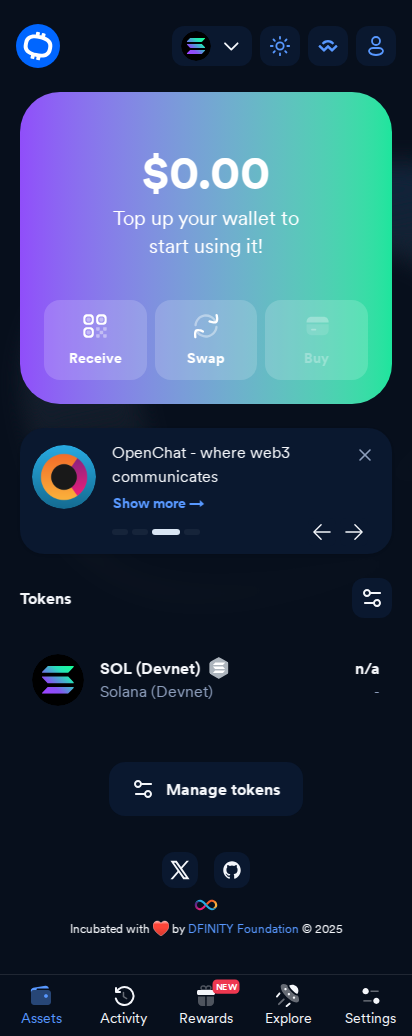 $0.00
Top up your wallet to
start using it!
Receive
Swap
Buy
OpenChat - where web3
communicates
Show more →
Tokens
SOL (Devnet)
n/a
Solana (Devnet)
-
Manage tokens
Incubated with ❤️ by DFINITY Foundation © 2025
NEW
Assets
Activity
Rewards
Explore
Settings